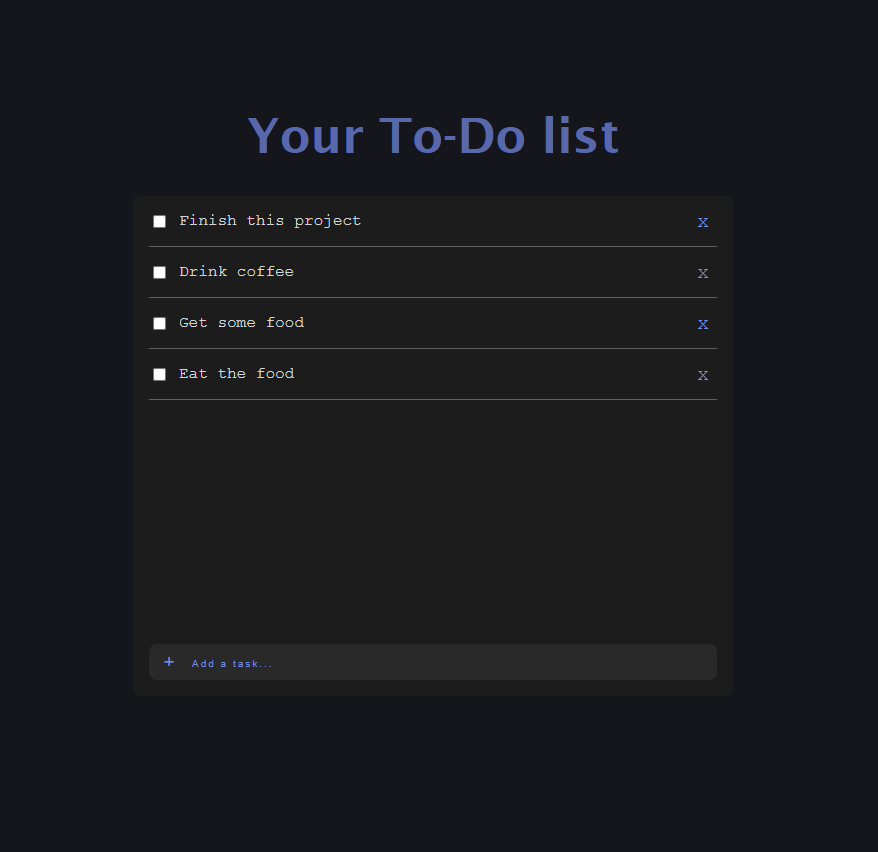 Your To-Do list
Finish this project x
Drink coffee x
Get some food x
Eat the food x
+ Add a task...